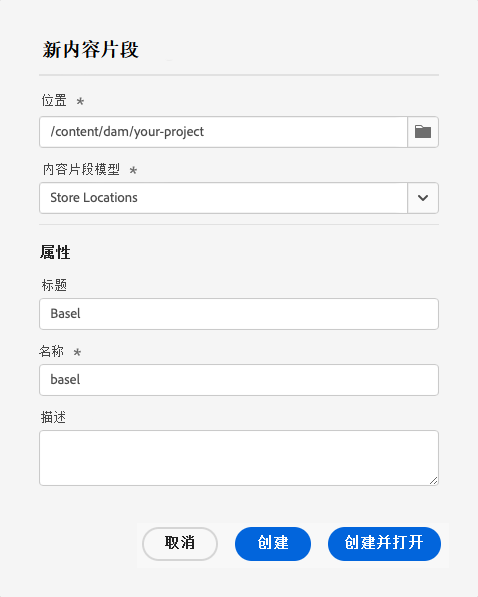 新内容片段
位置 *
/content/dam/your-project
内容片段模型 *
Store Locations
属性
标题
Basel
名称 *
basel
描述
取消 创建 创建并打开